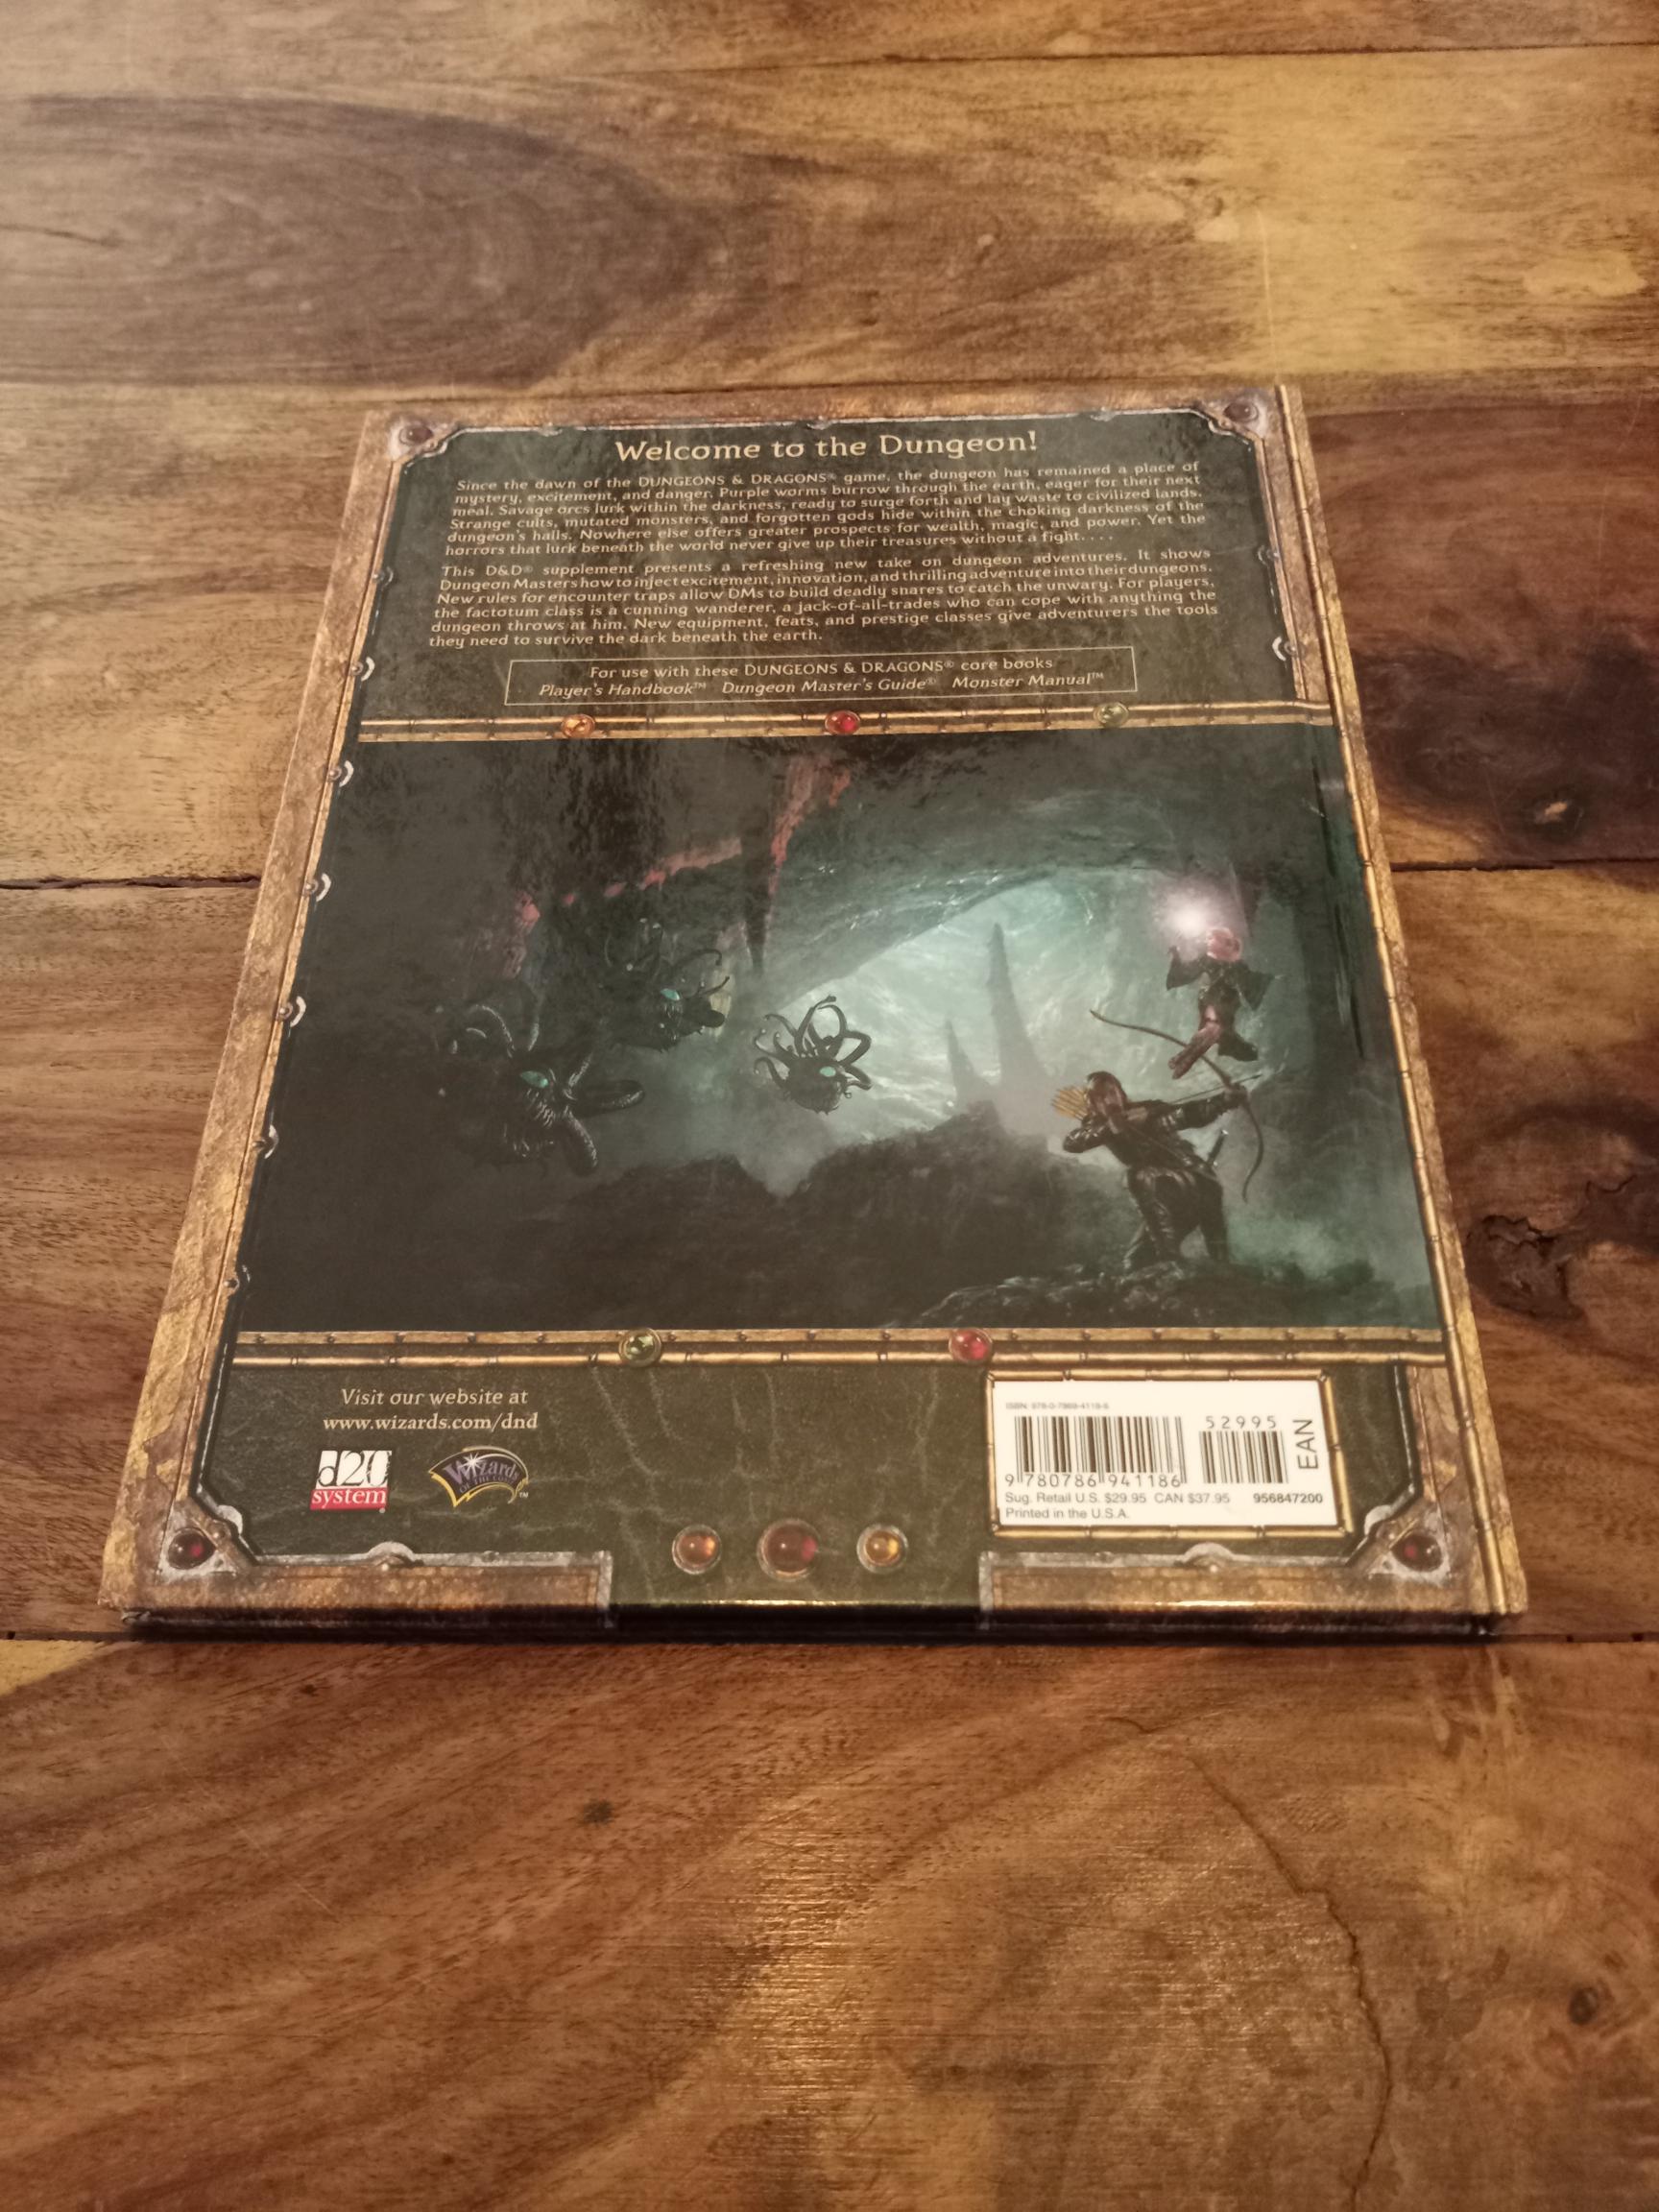 Welcome to the Dungeon!
Since the dawn of the DUNGEONS & DRAGONS® game, the dungeon has remained a place of
mystery, excitement, and danger. Purple worms burrow through the earth, eager for their next
meal. Savage orcs lurk within the darkness, ready to surge forth and lay waste to civilized lands.
Strange cults, mutated monsters, and forgotten gods hide within the choking darkness of the
dungeon's halls. Nowhere else offers greater prospects for wealth, magic, and power. Yet the
horrors that lurk beneath the world never give up their treasures without a fight. . . .
This D&D® supplement presents a refreshing new take on dungeon adventures. It shows
Dungeon Masters how to inject excitement, innovation, and thrilling adventure into their dungeons.
New rules for encounter traps allow DMs to build deadly snares to catch the unwary. For players,
the factotum class is a cunning wanderer, a jack-of-all-trades who can cope with anything the
dungeon throws at him. New equipment, feats, and prestige classes give adventurers the tools
they need to survive the dark beneath the earth.
For use with these DUNGEONS & DRAGONS® core books
Player's Handbook™ Dungeon Master's Guide® Monster Manual™
Visit our website at
www.wizards.com/dnd
d20
system
Wizards
OF THE COAST
™
ISBN: 978-0-7869-4118-6
52995
EAN
9 780786 941186
Sug. Retail U.S. $29.95 CAN $37.95 956847200
Printed in the U.S.A.